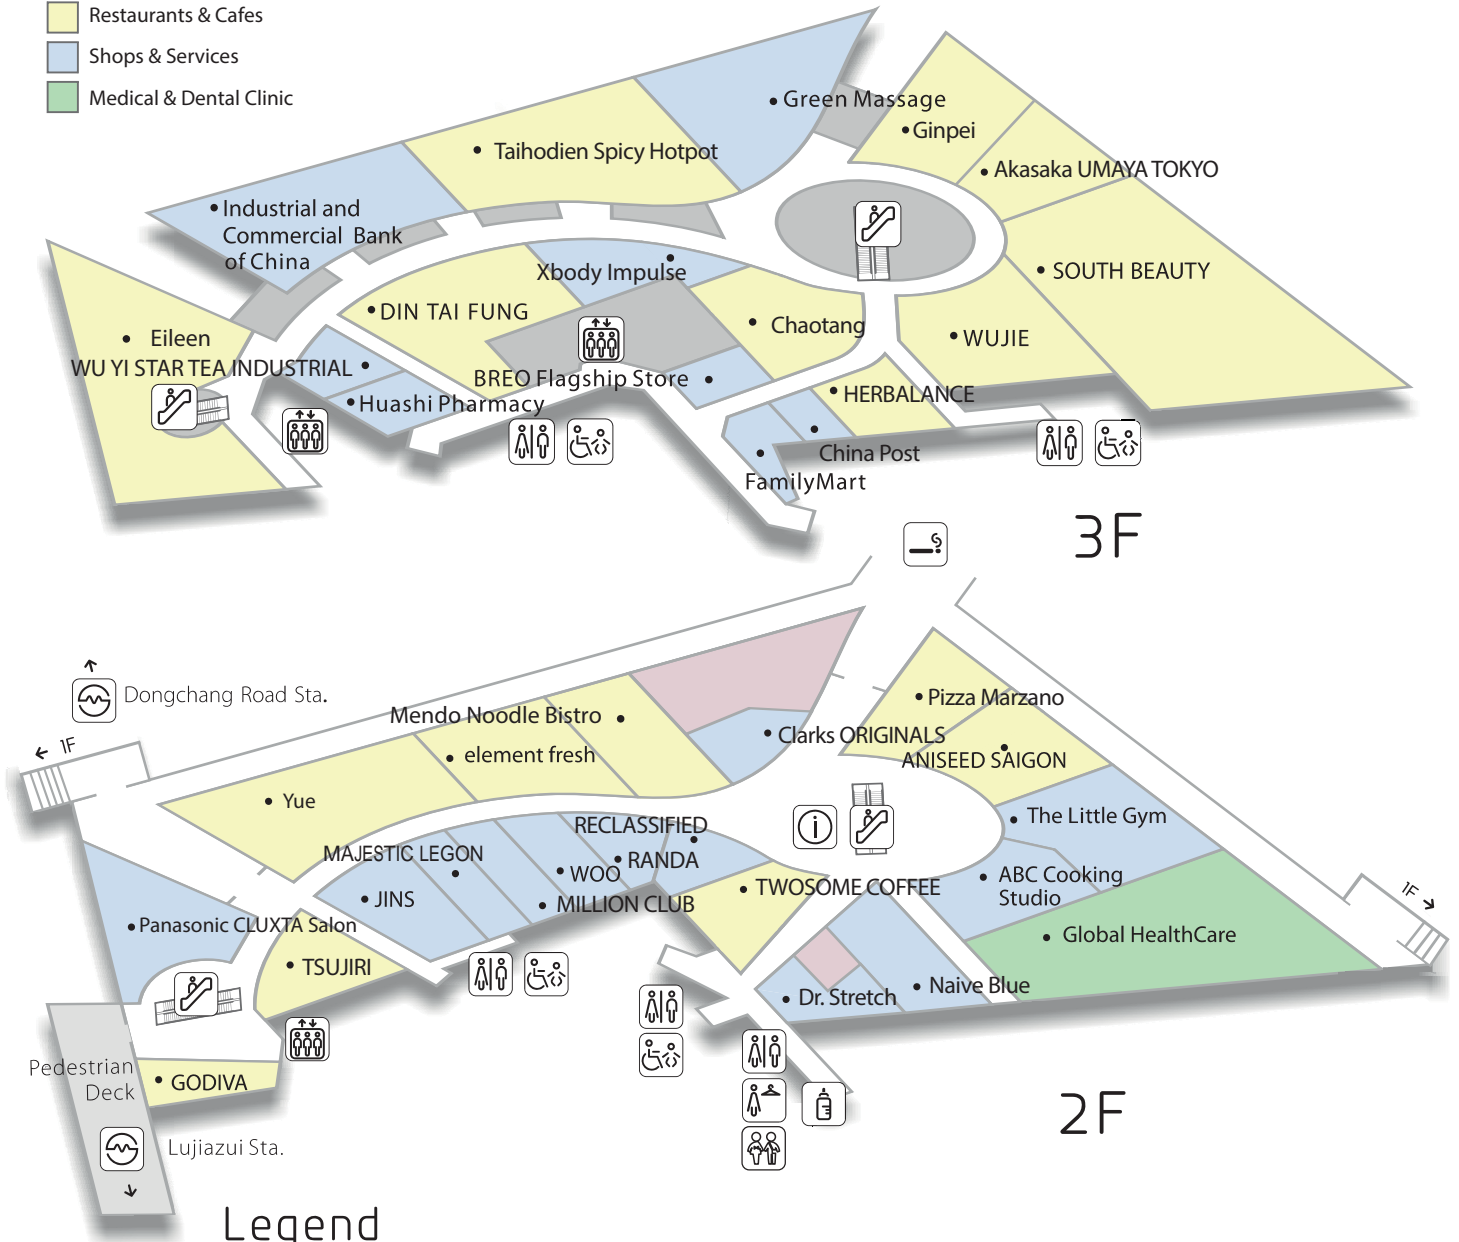 Restaurants & Cafes
Shops & Services
Medical & Dental Clinic
Green Massage
Ginpei
Taihodien Spicy Hotpot
Akasaka UMAYA TOKYO
Industrial and
Commercial Bank
of China
Xbody Impulse
SOUTH BEAUTY
DIN TAI FUNG
Chaotang
Eileen
WUJIE
WU YI STAR TEA INDUSTRIAL
BREO Flagship Store
HERBALANCE
Huashi Pharmacy
China Post
FamilyMart
3F
Dongchang Road Sta.
1F
Mendo Noodle Bistro
Pizza Marzano
Clarks ORIGINALS
element fresh
ANISEED SAIGON
Yue
The Little Gym
RECLASSIFIED
MAJESTIC LEGON
RANDA
WOO
ABC Cooking
Studio
TWOSOME COFFEE
1F
JINS
MILLION CLUB
Panasonic CLUXTA Salon
Global HealthCare
TSUJIRI
Naive Blue
Dr. Stretch
Pedestrian
Deck
GODIVA
2F
Lujiazui Sta.
Legend